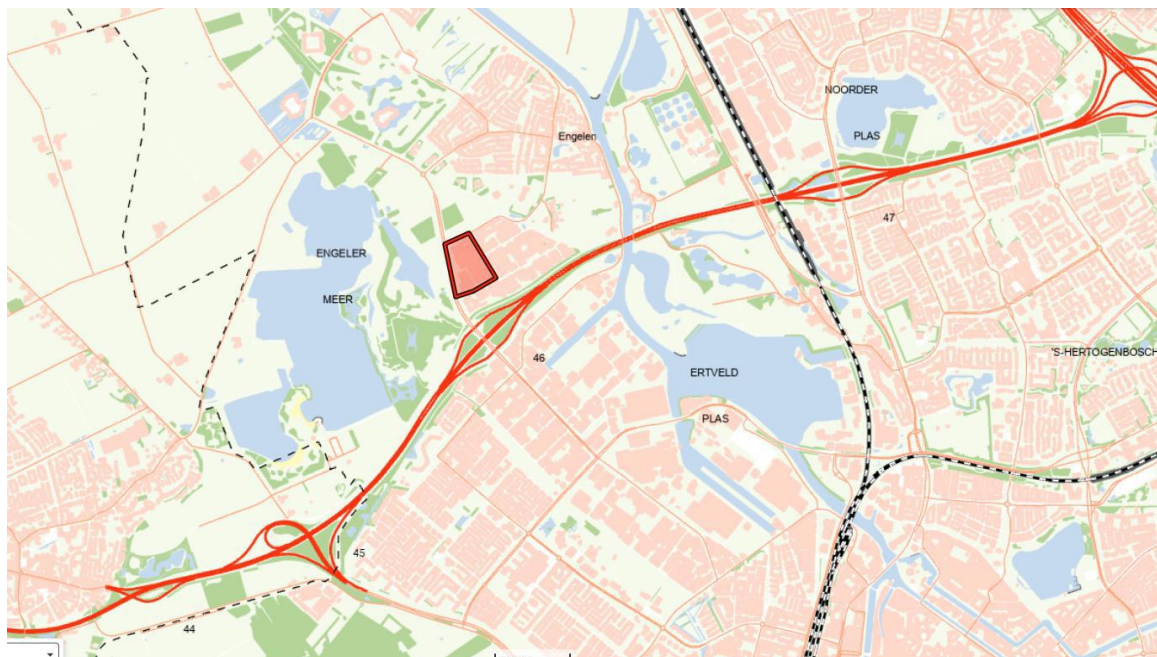 NOORDER
PLAS
Engelen
47
ENGELER
MEER
46
'S-HERTOGENBOSCH
ERTVELD
PLAS
45
44